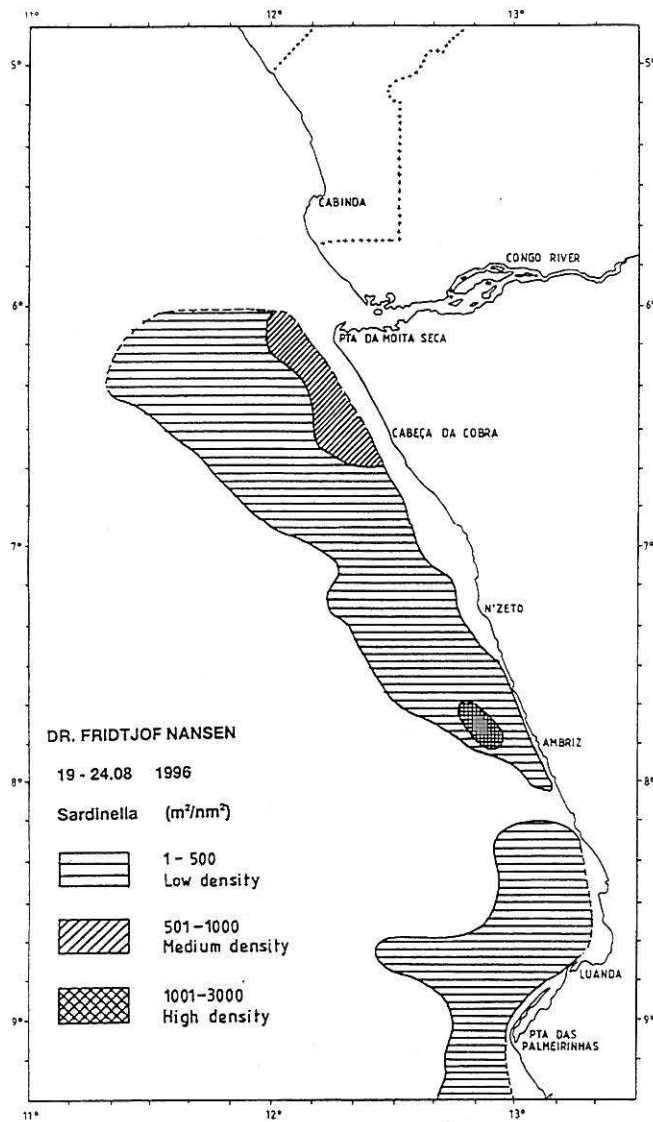 11° 12° 13°
5° 5°
CABINDA
CONGO RIVER
6° 6°
PTA DA MOITA SECA
CABEÇA DA COBRA
7° 7°
N'ZETO
DR. FRIDTJOF NANSEN
AMBRIZ
19 - 24.08 1996
8° 8°
Sardinella (m²/nm²)
1 - 500
Low density
501-1000
Medium density
LUANDA
1001-3000
High density
9° 9°
PTA DAS
PALMEIRINHAS
11° 12° 13°